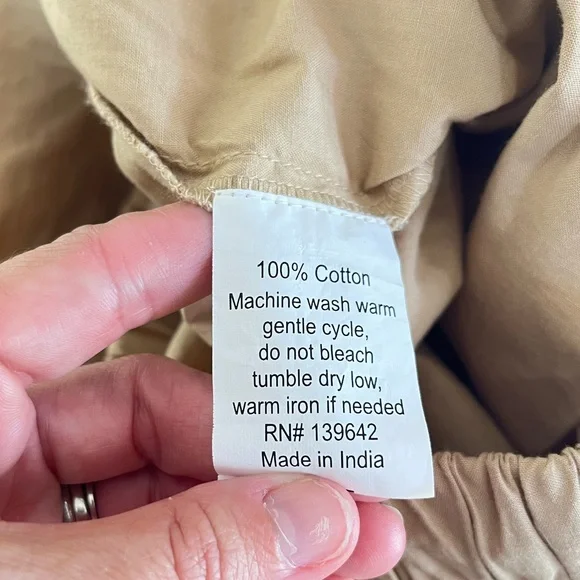 100% Cotton
Machine wash warm
gentle cycle,
do not bleach
tumble dry low,
warm iron if needed
RN# 139642
Made in India